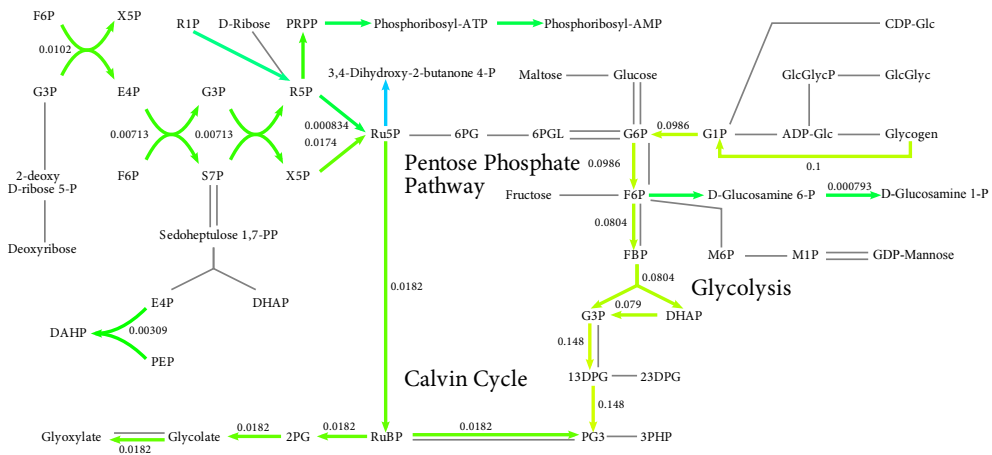 F6P X5P R1P D-Ribose PRPP Phosphoribosyl-ATP Phosphoribosyl-AMP CDP-Glc
0.0102
3,4-Dihydroxy-2-butanone 4-P Maltose Glucose GlcGlycP GlcGlyc
G3P E4P G3P R5P
0.00713 0.00713 0.000834 Ru5P 6PG 6PGL G6P 0.0986 G1P ADP-Glc Glycogen
0.0174
Pentose Phosphate
Pathway
0.0986 0.1
2-deoxy
D-ribose 5-P
F6P S7P X5P
Fructose F6P D-Glucosamine 6-P 0.000793 D-Glucosamine 1-P
0.0804
Sedoheptulose 1,7-PP
Deoxyribose FBP M6P M1P GDP-Mannose
0.0804
Glycolysis
E4P DHAP 0.0182 0.079
G3P DHAP
DAHP 0.00309
0.148
PEP
Calvin Cycle
13DPG 23DPG
0.148
Glyoxylate Glycolate 0.0182 2PG 0.0182 RuBP 0.0182 PG3 3PHP
0.0182